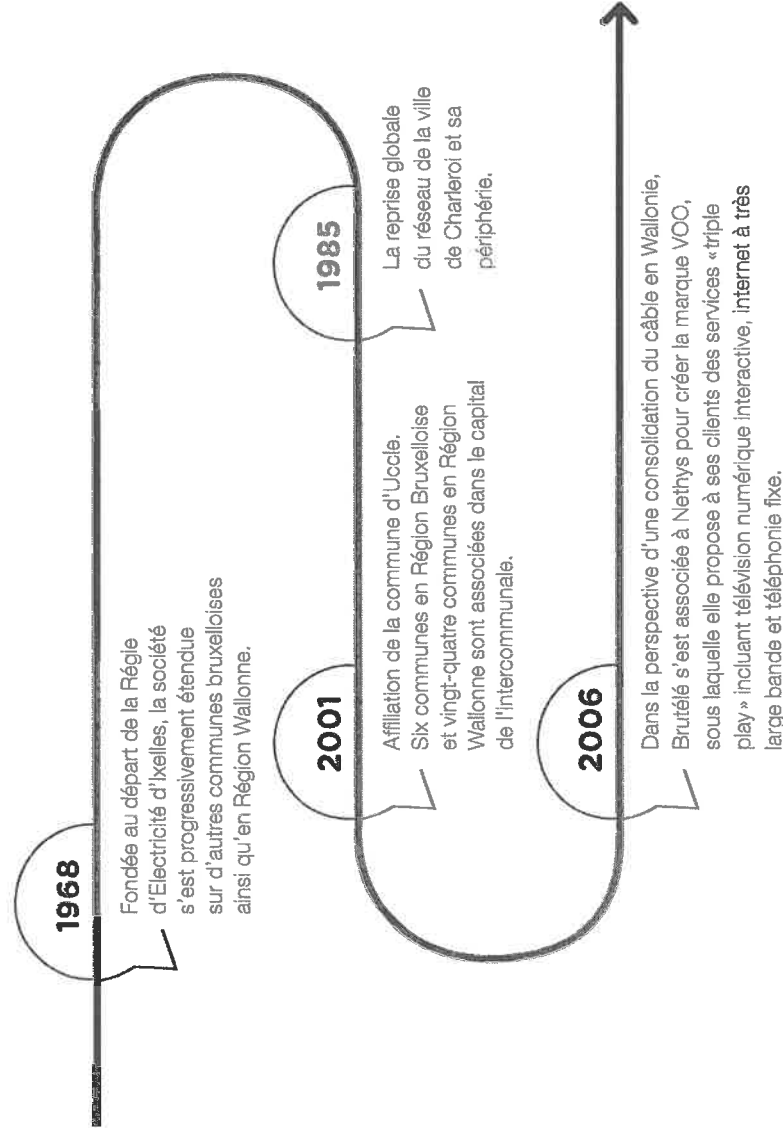 1968
Fondée au départ de la Régie
d'Electricité d'Ixelles, la société
s'est progressivement étendue
sur d'autres communes bruxelloises
ainsi qu'en Région Wallonne.
1985
La reprise globale
du réseau de la ville
de Charleroi et sa
périphérie.
2001
Affiliation de la commune d'Uccle.
Six communes en Région Bruxelloise
et vingt-quatre communes en Région
Wallonne sont associées dans le capital
de l'intercommunale.
2006
Dans la perspective d'une consolidation du câble en Wallonie,
Brutélé s'est associée à Nethys pour créer la marque VOO,
sous laquelle elle propose à ses clients des services «triple
play» incluant télévision numérique interactive, internet à très
large bande et téléphonie fixe.